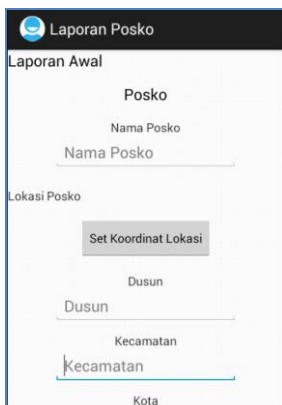 Laporan Posko
Laporan Awal
Posko
Nama Posko
Nama Posko
Lokasi Posko
Set Koordinat Lokasi
Dusun
Dusun
Kecamatan
Kecamatan
Kota